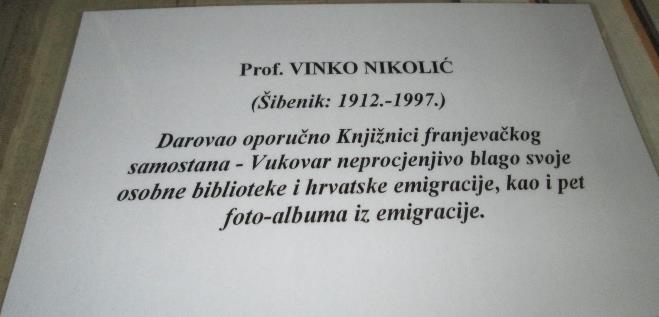 Prof. VINKO NIKOLIĆ
(Šibenik: 1912.-1997.)
Darovao oporučno Knjižnici franjevačkog
samostana - Vukovar neprocjenjivo blago svoje
osobne biblioteke i hrvatske emigracije, kao i pet
foto-albuma iz emigracije.